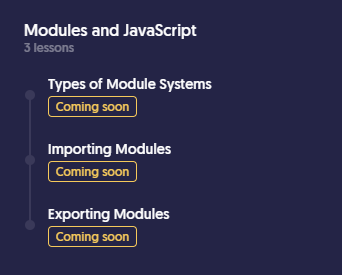 Modules and JavaScript
3 lessons
Types of Module Systems
Coming soon
Importing Modules
Coming soon
Exporting Modules
Coming soon